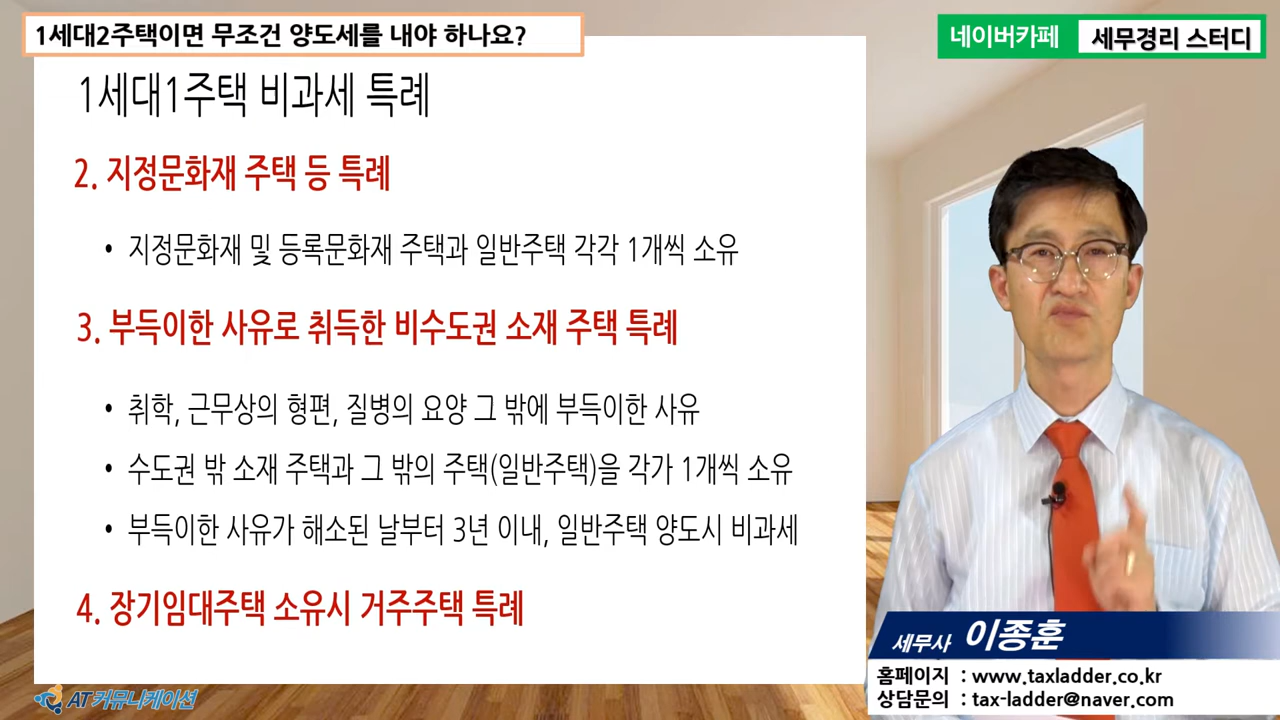 1세대2주택이면 무조건 양도세를 내야 하나요?
네이버카페 세무경리 스터디
1세대1주택 비과세 특례
2. 지정문화재 주택 등 특례
• 지정문화재 및 등록문화재 주택과 일반주택 각각 1개씩 소유
3. 부득이한 사유로 취득한 비수도권 소재 주택 특례
• 취학, 근무상의 형편, 질병의 요양 그 밖에 부득이한 사유
• 수도권 밖 소재 주택과 그 밖의 주택(일반주택)을 각가 1개씩 소유
• 부득이한 사유가 해소된 날부터 3년 이내, 일반주택 양도시 비과세
4. 장기임대주택 소유시 거주주택 특례
세무사 이종훈
홈페이지 : www.taxladder.co.kr
상담문의 : tax-ladder@naver.com
AT커뮤니케이션